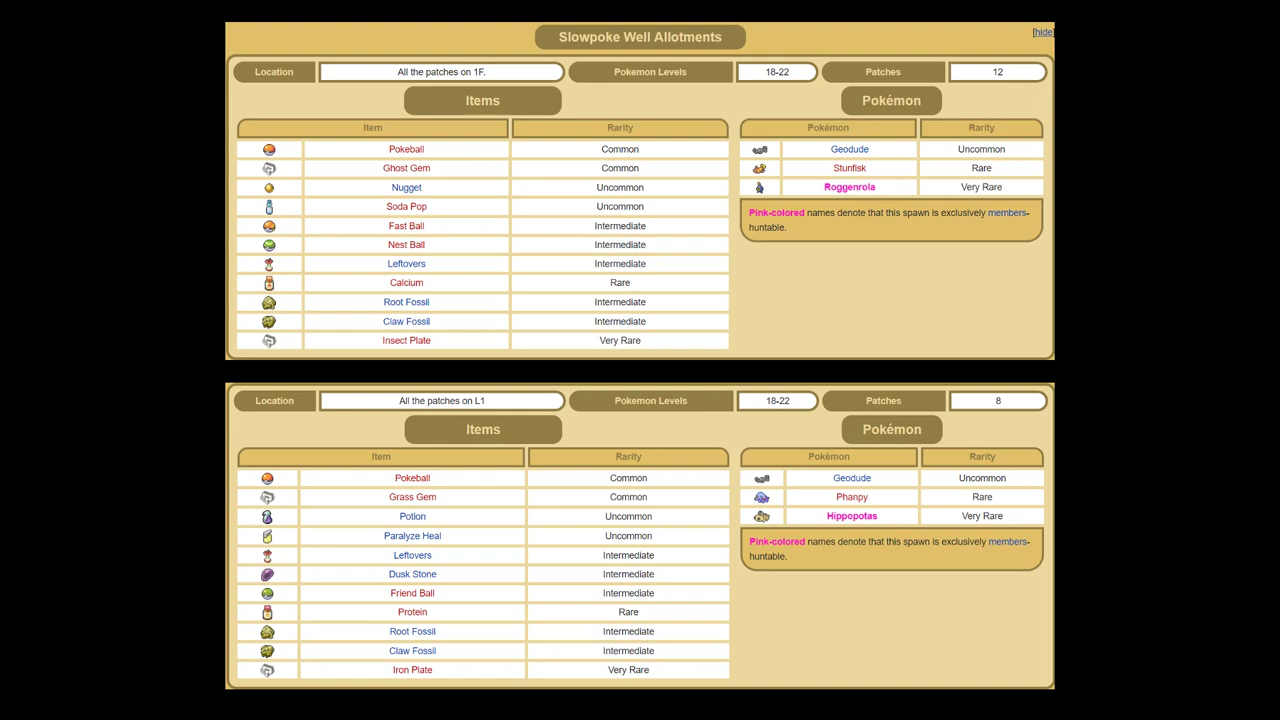 Slowpoke Well Allotments
[hide]
Location All the patches on 1F. Pokemon Levels 18-22 Patches 12
Items
Item Rarity
Pokeball Common
Ghost Gem Common
Nugget Uncommon
Soda Pop Uncommon
Fast Ball Intermediate
Nest Ball Intermediate
Leftovers Intermediate
Calcium Rare
Root Fossil Intermediate
Claw Fossil Intermediate
Insect Plate Very Rare
Pokémon
Pokémon Rarity
Geodude Uncommon
Stunfisk Rare
Roggenrola Very Rare
Pink-colored names denote that this spawn is exclusively members-
huntable.
Location All the patches on L1 Pokemon Levels 18-22 Patches 8
Items
Item Rarity
Pokeball Common
Grass Gem Common
Potion Uncommon
Paralyze Heal Uncommon
Leftovers Intermediate
Dusk Stone Intermediate
Friend Ball Intermediate
Protein Rare
Root Fossil Intermediate
Claw Fossil Intermediate
Iron Plate Very Rare
Pokémon
Pokémon Rarity
Geodude Uncommon
Phanpy Rare
Hippopotas Very Rare
Pink-colored names denote that this spawn is exclusively members-
huntable.